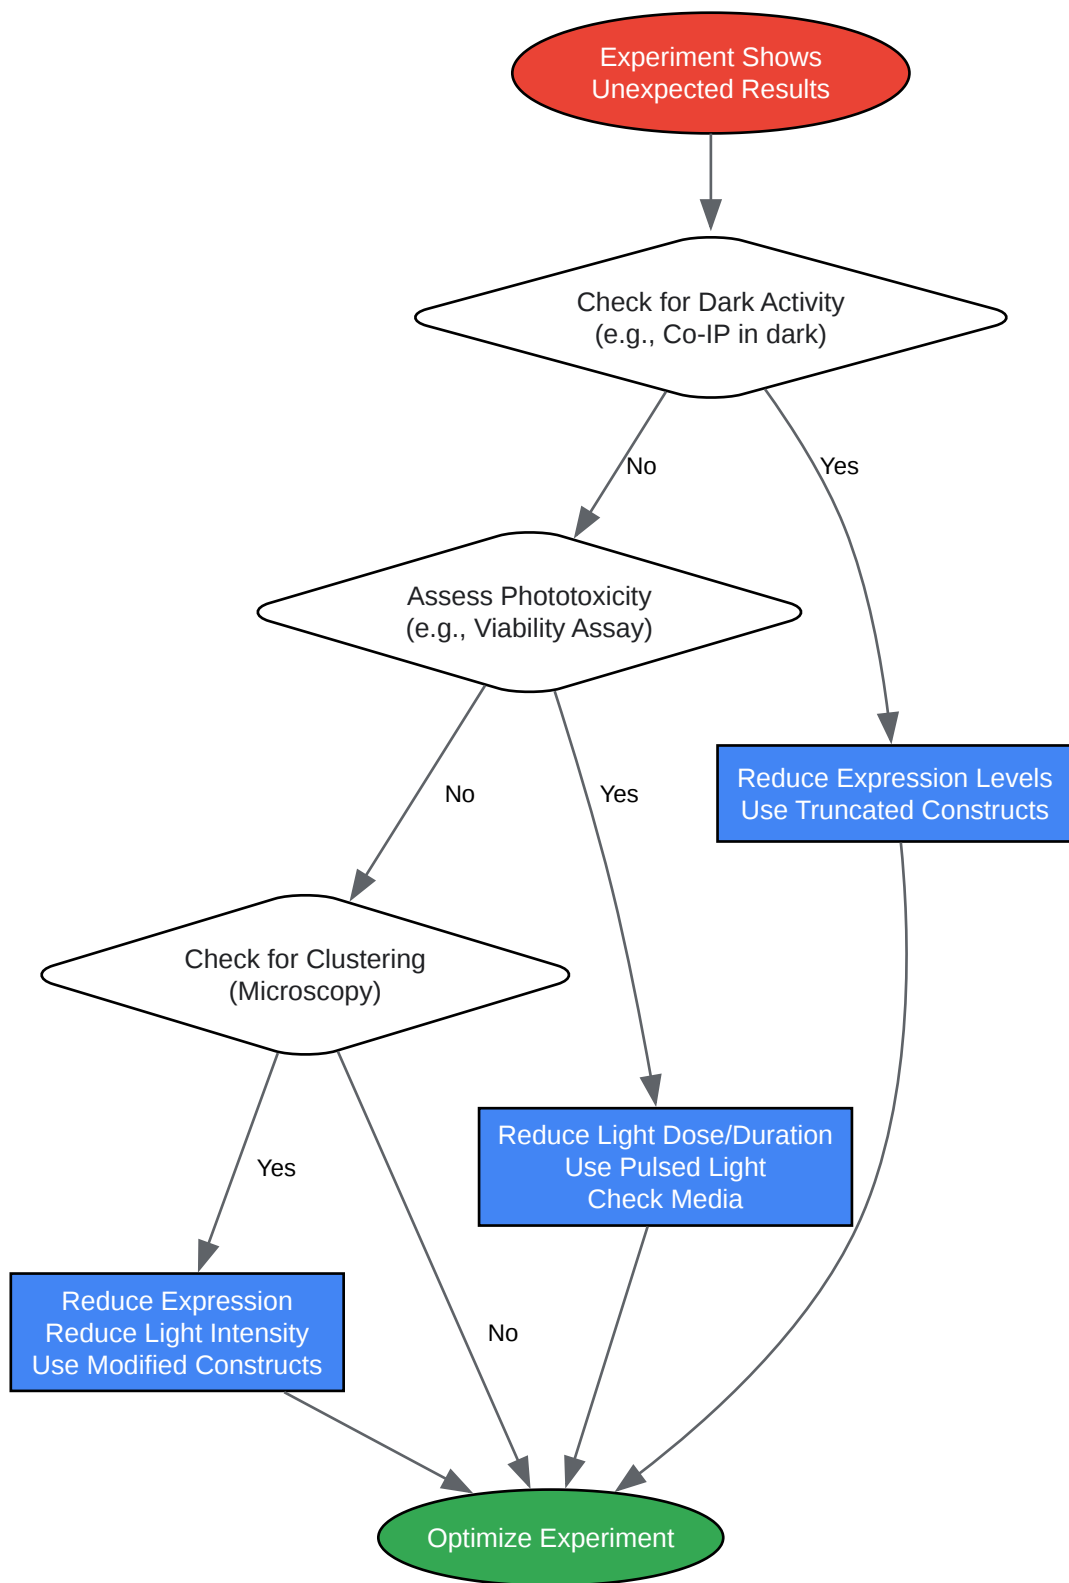 Experiment Shows
Unexpected Results
Check for Dark Activity
(e.g., Co-IP in dark)
No
Yes
Assess Phototoxicity
(e.g., Viability Assay)
No
Yes
Reduce Expression Levels
Use Truncated Constructs
Check for Clustering
(Microscopy)
Yes
No
Reduce Light Dose/Duration
Use Pulsed Light
Check Media
Reduce Expression
Reduce Light Intensity
Use Modified Constructs
Optimize Experiment